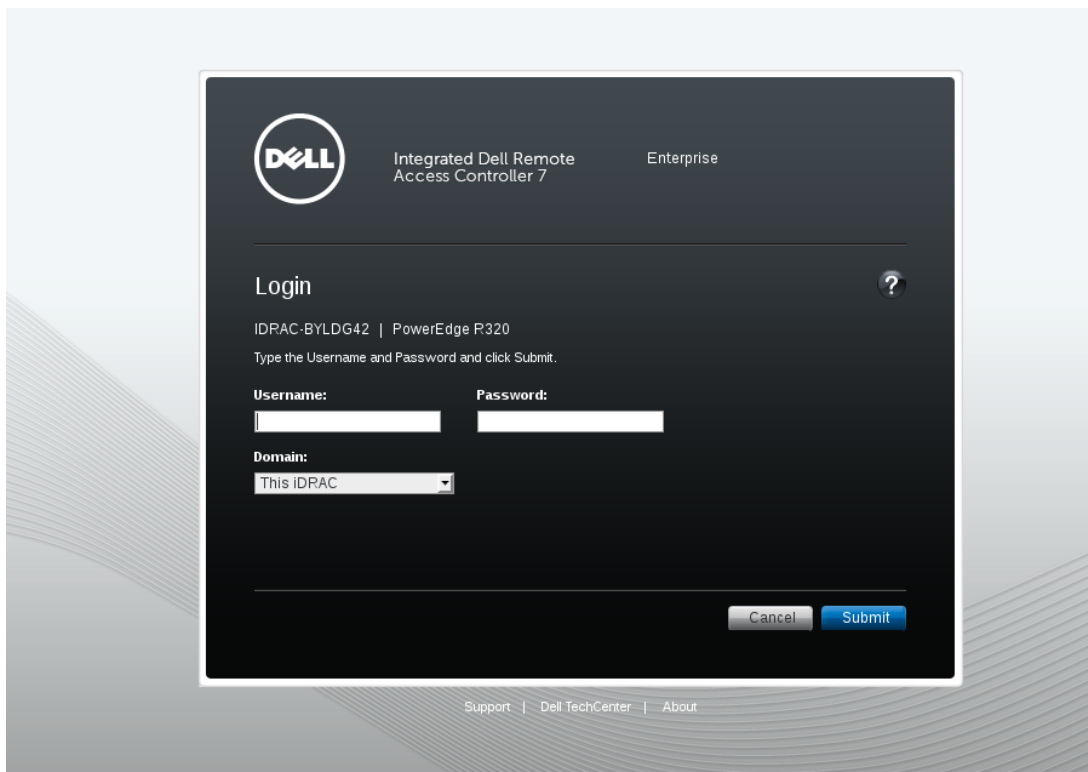 DELL
Integrated Dell Remote
Access Controller 7
Enterprise
Login
?
IDRAC-BYLDG42 | PowerEdge R320
Type the Username and Password and click Submit.
Username:
Password:
Domain:
This iDRAC
Cancel
Submit
Support | Dell TechCenter | About